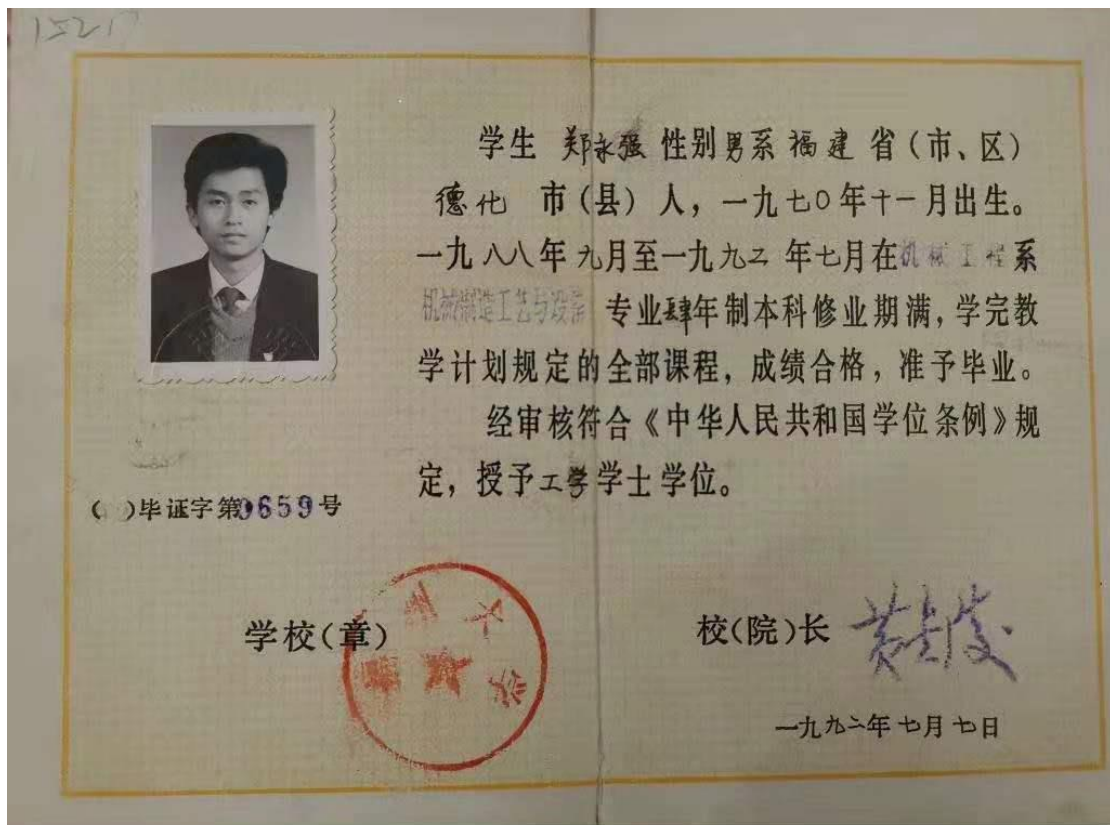 152
学生 郑永强 性别男系福建省(市、区)
德化 市(县)人,一九七〇年十一月出生。
一九八八年九月至一九九二年七月在机械工程系
机械制造工艺与设备 专业肆年制本科修业期满,学完教
学计划规定的全部课程,成绩合格,准予毕业。
经审核符合《中华人民共和国学位条例》规
定,授予工学学士学位。
( )毕证字第0659号
学校(章)
大学
校(院)长
一九九二年七月七日